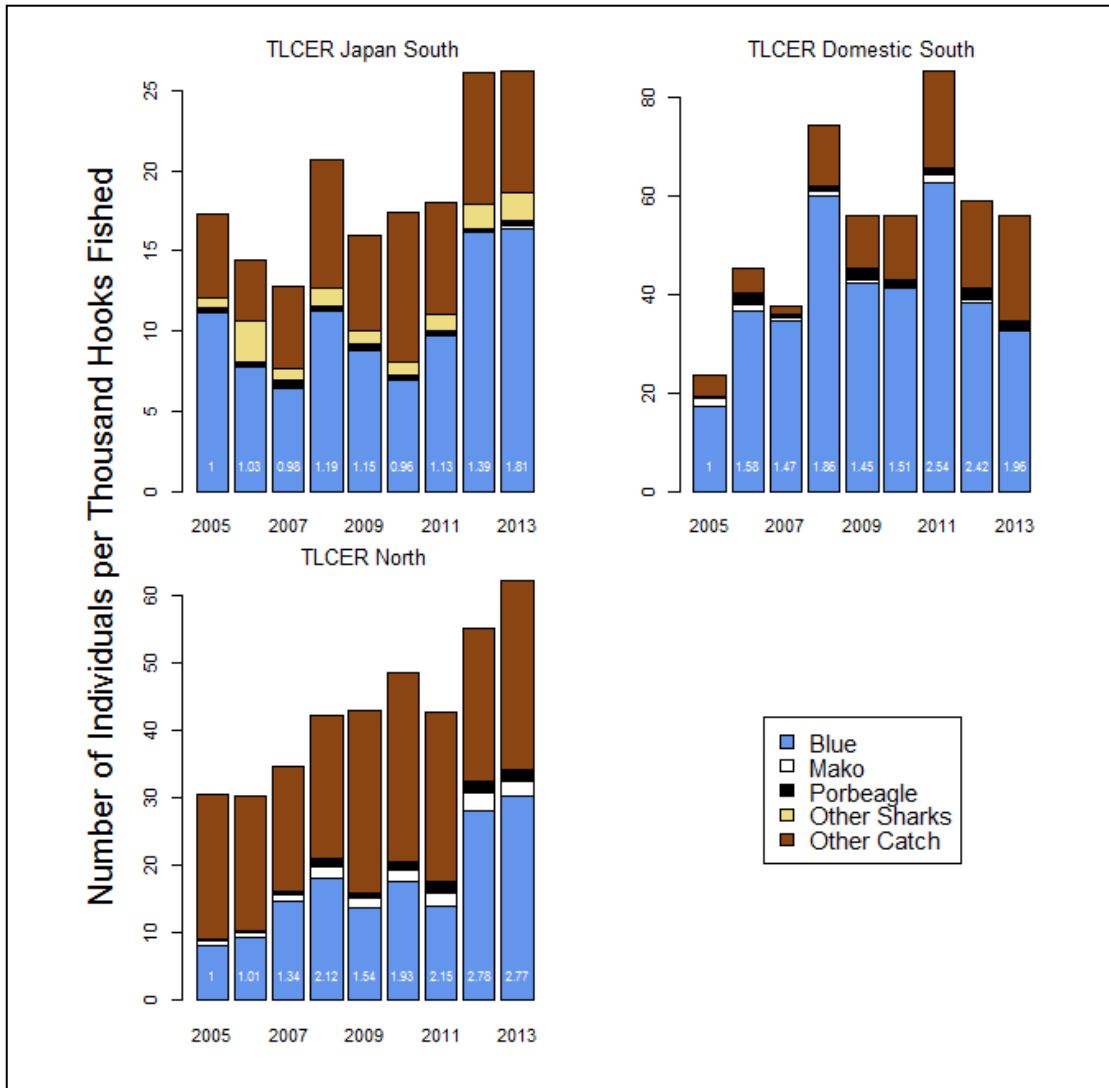 TLCER Japan South
TLCER Domestic South
Number of Individuals per Thousand Hooks Fished
25
20
15
10
5
0
1 1.03 0.98 1.19 1.15 0.96 1.13 1.39 1.81
2005 2007 2009 2011 2013
80
60
40
20
0
1 1.58 1.47 1.86 1.45 1.51 2.54 2.42 1.96
2005 2007 2009 2011 2013
TLCER North
60
50
40
30
20
10
0
1 1.01 1.34 2.12 1.54 1.93 2.15 2.78 2.77
2005 2007 2009 2011 2013
Blue
Mako
Porbeagle
Other Sharks
Other Catch